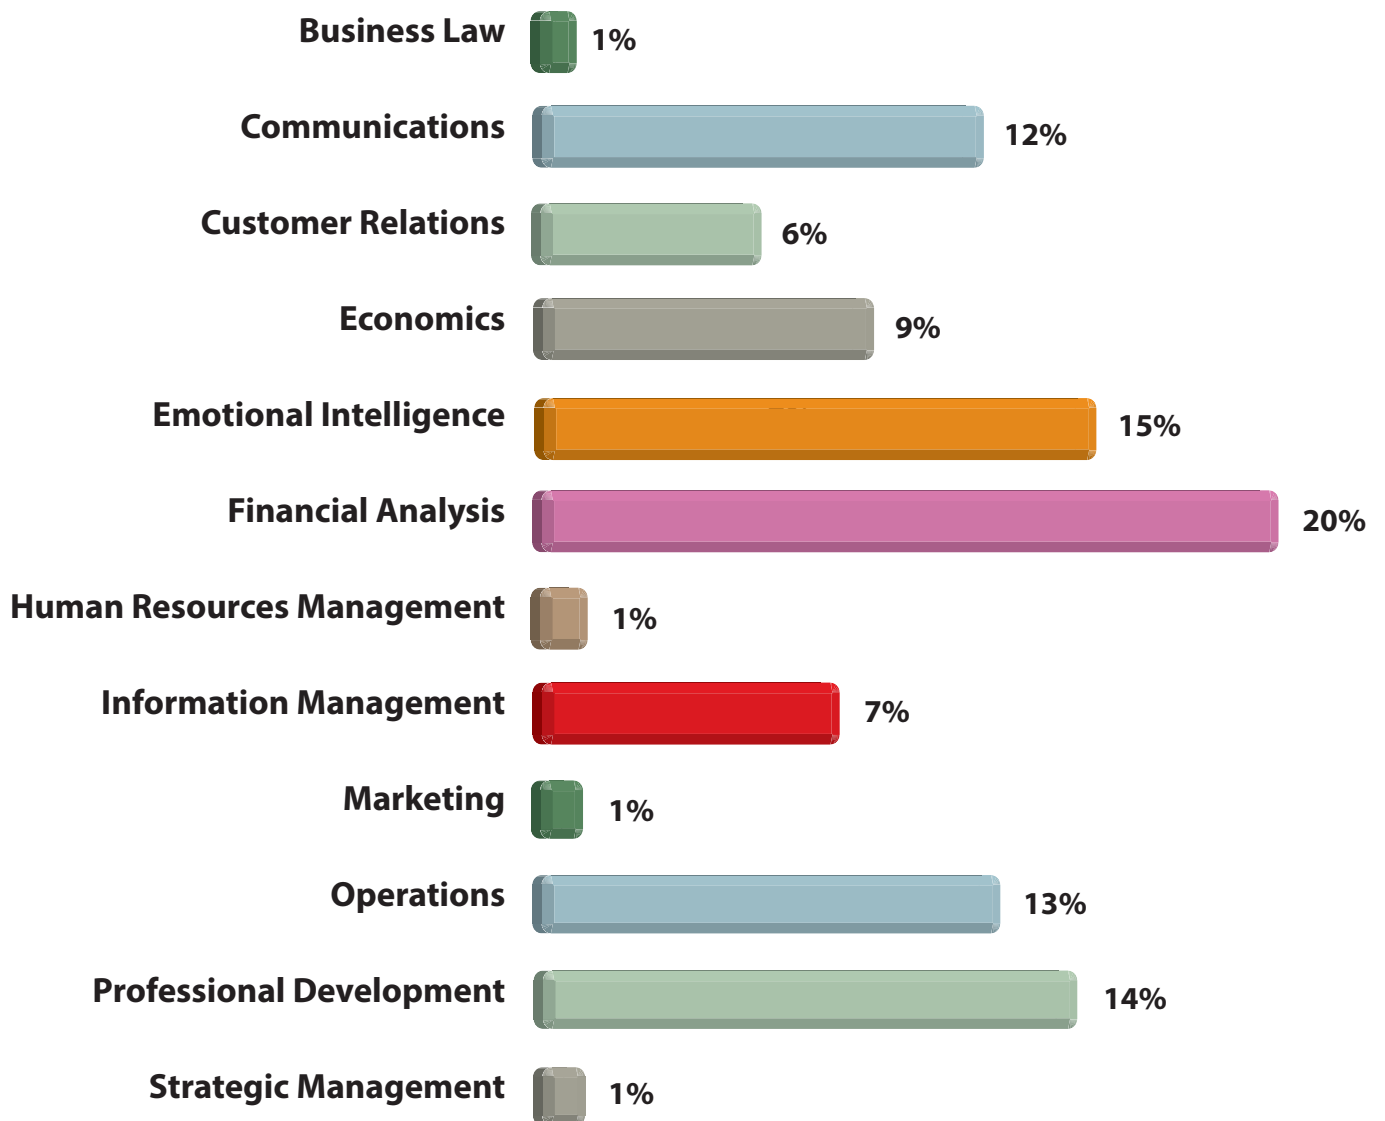 Business Law 1%
Communications 12%
Customer Relations 6%
Economics 9%
Emotional Intelligence 15%
Financial Analysis 20%
Human Resources Management 1%
Information Management 7%
Marketing 1%
Operations 13%
Professional Development 14%
Strategic Management 1%